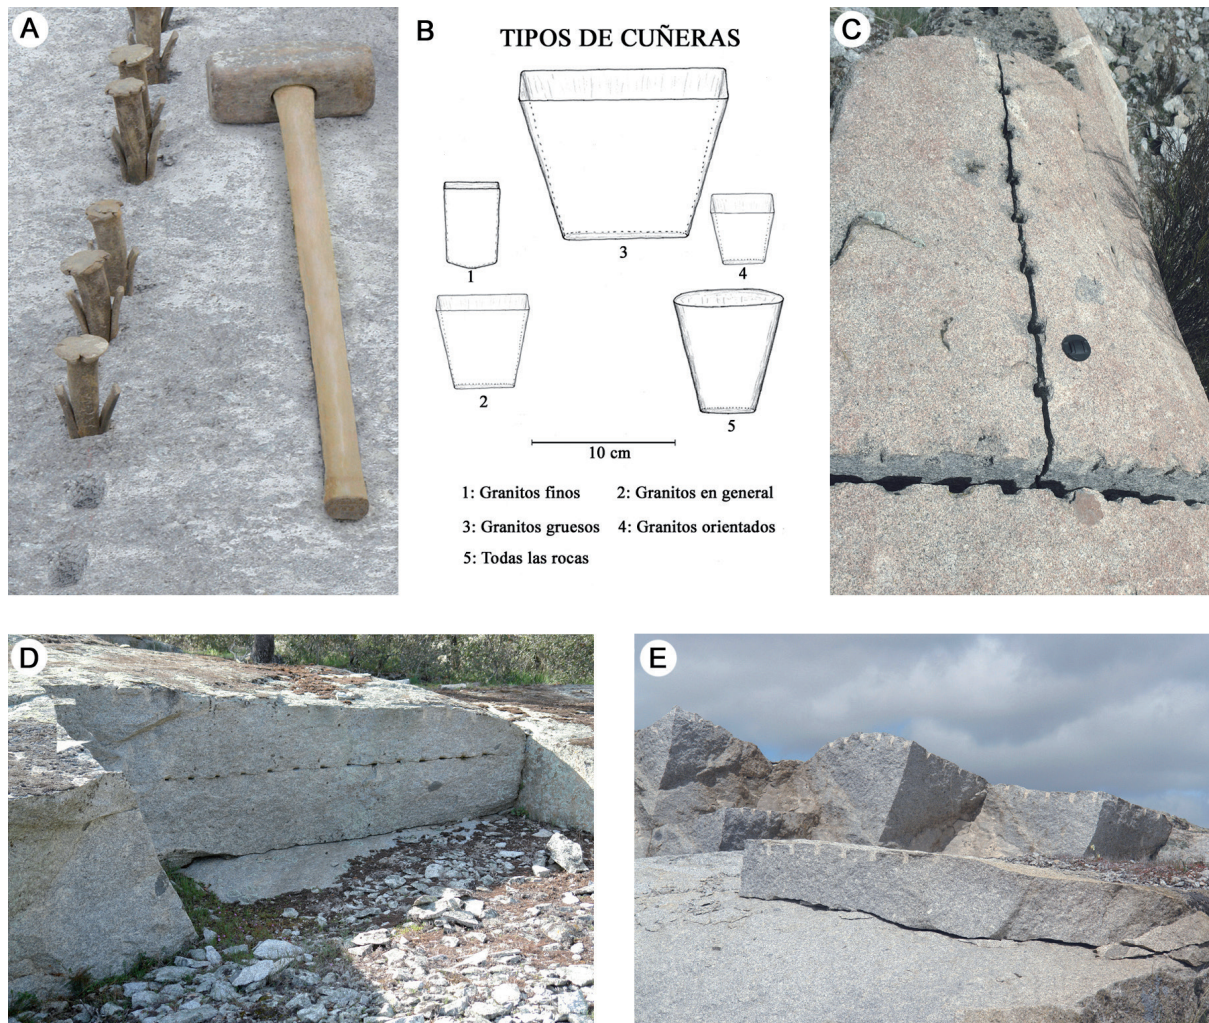 A
B
TIPOS DE CUÑERAS
C
1
3
4
2
5
10 cm
1: Granitos finos 2: Granitos en general
3: Granitos gruesos 4: Granitos orientados
5: Todas las rocas
D
E